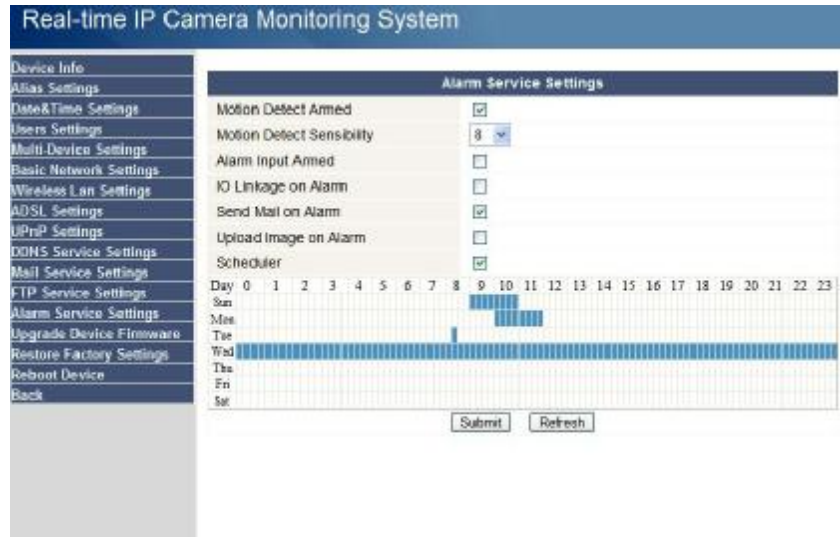 Real-time IP Camera Monitoring System
Device Info
Alias Settings
Date&Time Settings
Users Settings
Multi-Device Settings
Basic Network Settings
Wireless Lan Settings
ADSL Settings
UPnP Settings
DDNS Service Settings
Mail Service Settings
FTP Service Settings
Alarm Service Settings
Upgrade Device Firmware
Restore Factory Settings
Reboot Device
Back
Alarm Service Settings
Motion Detect Armed
Motion Detect Sensibility 8
Alarm Input Armed
IO Linkage on Alarm
Send Mail on Alarm
Upload Image on Alarm
Scheduler
Day 0 1 2 3 4 5 6 7 8 9 10 11 12 13 14 15 16 17 18 19 20 21 22 23
Sun
Mon
Tue
Wed
Thu
Fri
Sat
Submit Refresh